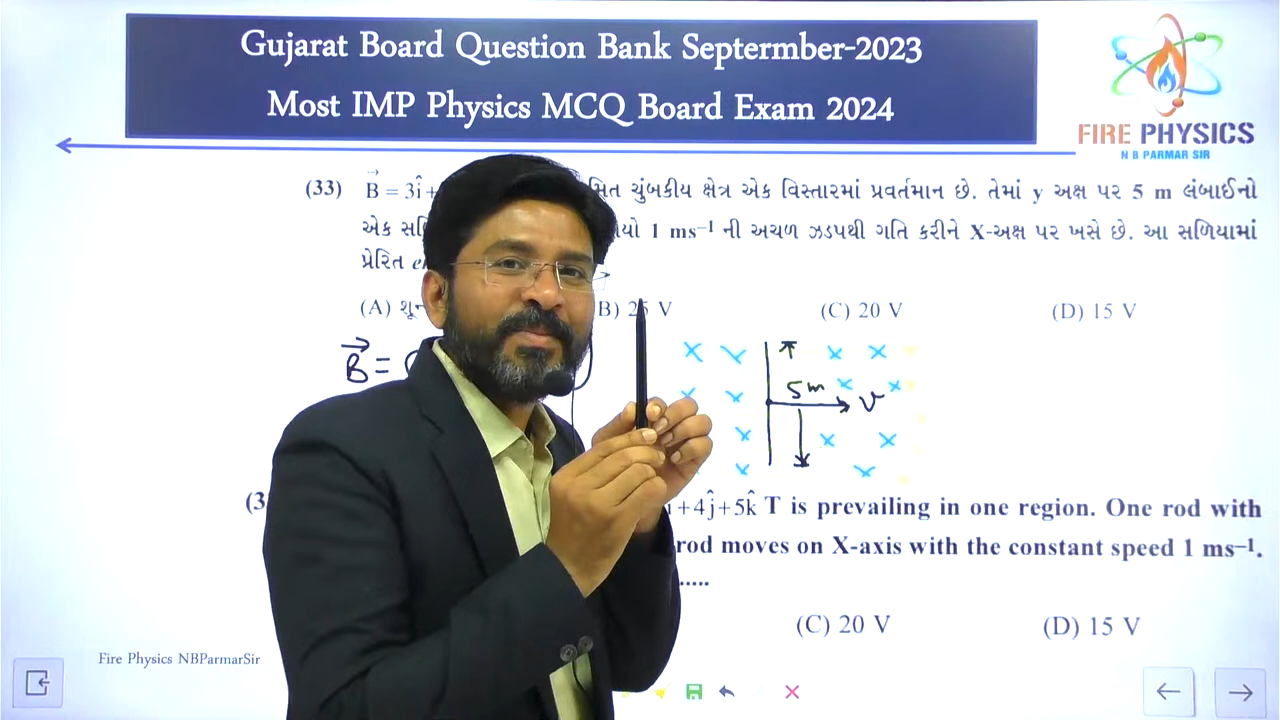 Gujarat Board Question Bank Septermber-2023
Most IMP Physics MCQ Board Exam 2024
FIRE PHYSICS
N B PARMAR SIR
(33) B⃗ = 3î+ ચુંબકીય ક્ષેત્ર એક વિસ્તારમાં પ્રવર્તમાન છે. તેમાં y અક્ષ પર 5 m લંબાઈનો
એક 1 ms⁻¹ ની અચળ ઝડપથી ગતિ કરીને X-અક્ષ પર ખસે છે. આ સળિયામાં
પ્રેરિત
(A) B) 25 V (C) 20 V (D) 15 V
B⃗ =
5m v
+4ĵ+5k̂ T is prevailing in one region. One rod with
rod moves on X-axis with the constant speed 1 ms⁻¹.
.....
(C) 20 V (D) 15 V
Fire Physics NBParmarSir